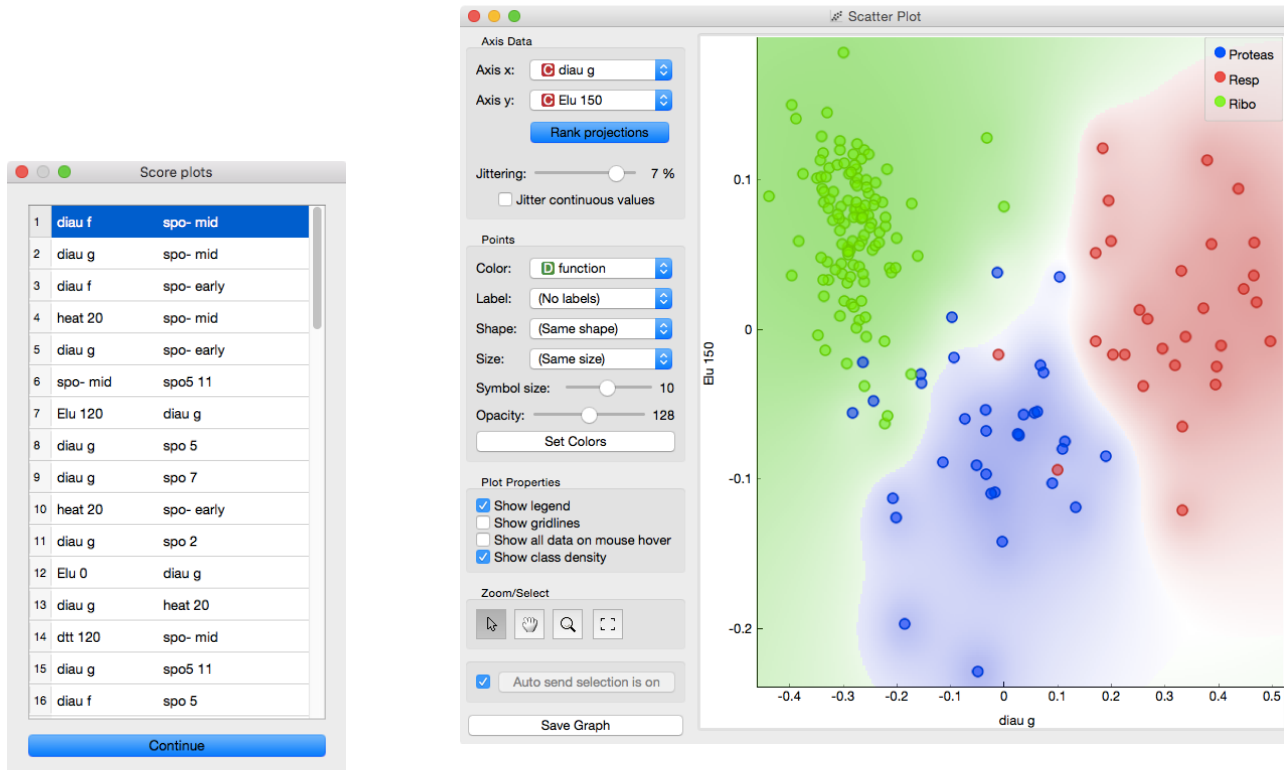 Score plots
1 diau f spo- mid
2 diau g spo- mid
3 diau f spo- early
4 heat 20 spo- mid
5 diau g spo- early
6 spo- mid spo5 11
7 Elu 120 diau g
8 diau g spo 5
9 diau g spo 7
10 heat 20 spo- early
11 diau g spo 2
12 Elu 0 diau g
13 diau g heat 20
14 dtt 120 spo- mid
15 diau g spo5 11
16 diau f spo 5
Continue
Scatter Plot
Axis Data
Axis x: C diau g
Axis y: C Elu 150
Rank projections
Jittering: 7 %
Jitter continuous values
Points
Color: D function
Label: (No labels)
Shape: (Same shape)
Size: (Same size)
Symbol size: 10
Opacity: 128
Set Colors
Plot Properties
Show legend
Show gridlines
Show all data on mouse hover
Show class density
Zoom/Select
Auto send selection is on
Save Graph
Proteas
Resp
Ribo
0.1
0
-0.1
-0.2
Elu 150
-0.4 -0.3 -0.2 -0.1 0 0.1 0.2 0.3 0.4 0.5
diau g